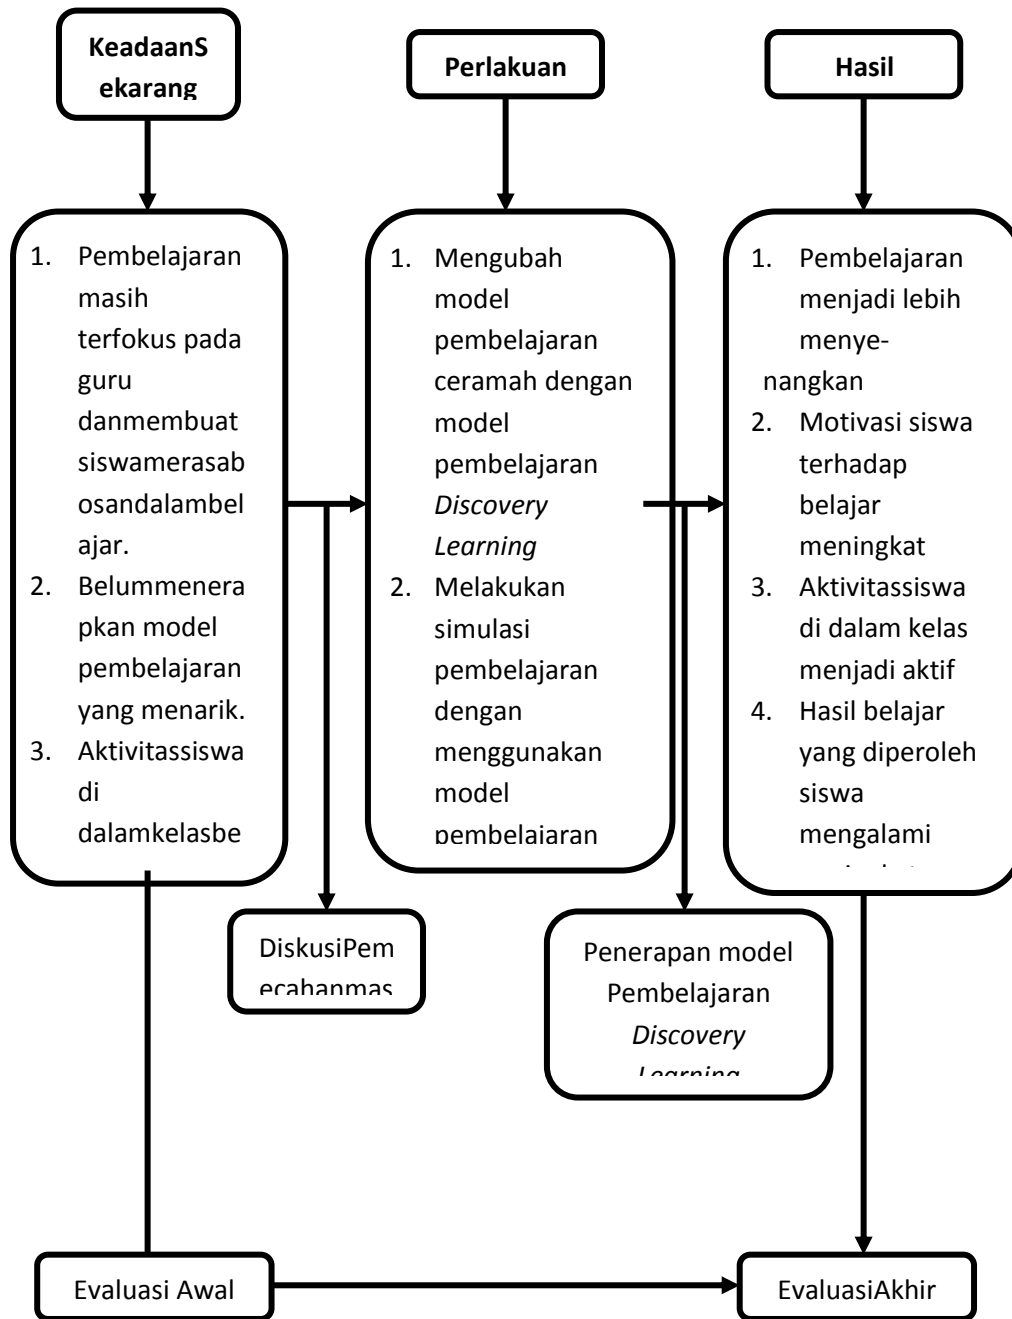 KeadaanS
ekarang
Perlakuan
Hasil
1. Pembelajaran
masih
terfokus pada
guru
danmembuat
siswamerasab
osandalambel
ajar.
2. Belummenera
pkan model
pembelajaran
yang menarik.
3. Aktivitassiswa
di
dalamkelasbe
1. Mengubah
model
pembelajaran
ceramah dengan
model
pembelajaran
Discovery
Learning
2. Melakukan
simulasi
pembelajaran
dengan
menggunakan
model
pembelajaran
1. Pembelajaran
menjadi lebih
menye-
nangkan
2. Motivasi siswa
terhadap
belajar
meningkat
3. Aktivitassiswa
di dalam kelas
menjadi aktif
4. Hasil belajar
yang diperoleh
siswa
mengalami
DiskusiPem
ecahanmas
Penerapan model
Pembelajaran
Discovery
Learning
Evaluasi Awal
EvaluasiAkhir